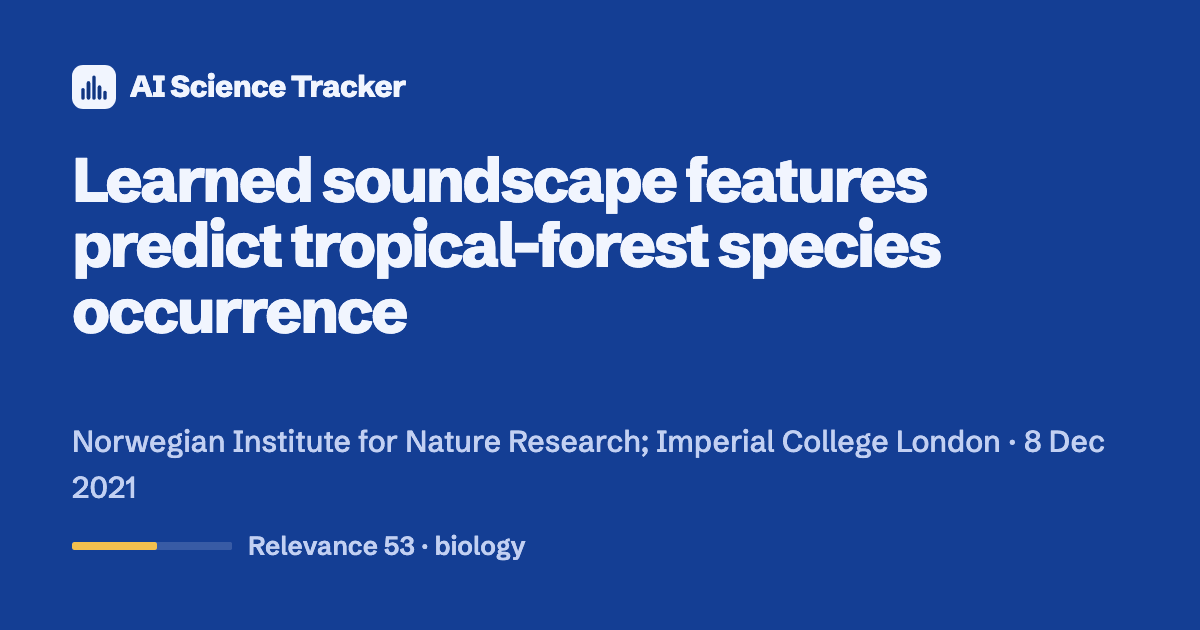 AI Science Tracker
Learned soundscape features
predict tropical-forest species
occurrence
Norwegian Institute for Nature Research; Imperial College London · 8 Dec
2021
Relevance 53 · biology